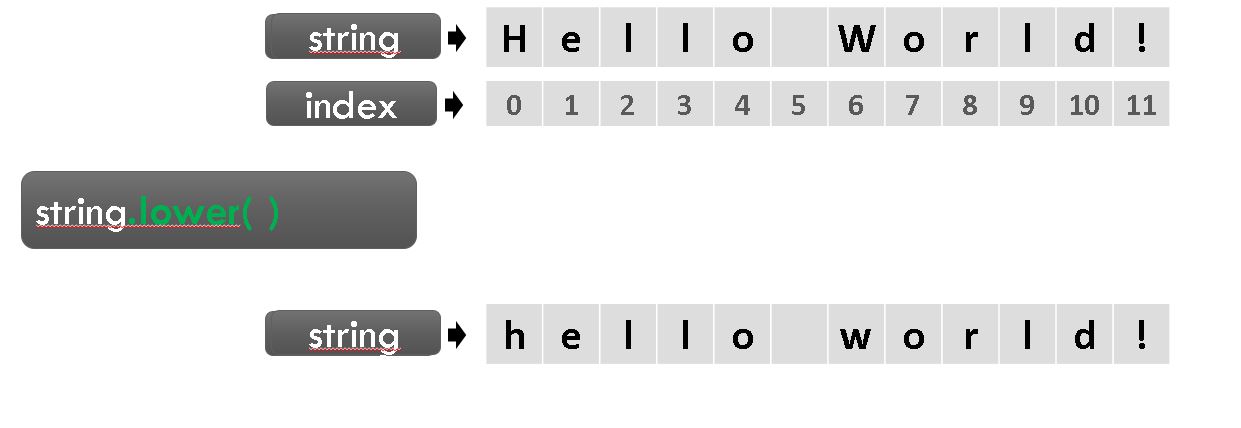 string H e l l o W o r l d !
index 0 1 2 3 4 5 6 7 8 9 10 11
string.lower( )
string h e l l o w o r l d !